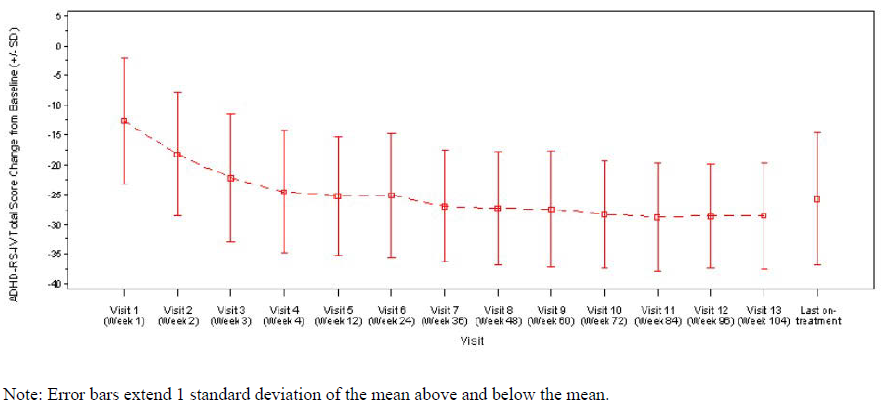 ADHD-RS-IV Total Score Change from Baseline (+/- SD)
5
0
-5
-10
-15
-20
-25
-30
-35
-40
Visit 1 (Week 1)
Visit 2 (Week 2)
Visit 3 (Week 3)
Visit 4 (Week 4)
Visit 5 (Week 12)
Visit 6 (Week 24)
Visit 7 (Week 36)
Visit 8 (Week 48)
Visit 9 (Week 60)
Visit 10 (Week 72)
Visit 11 (Week 84)
Visit 12 (Week 96)
Visit 13 (Week 104)
Last on-treatment
Visit
Note: Error bars extend 1 standard deviation of the mean above and below the mean.